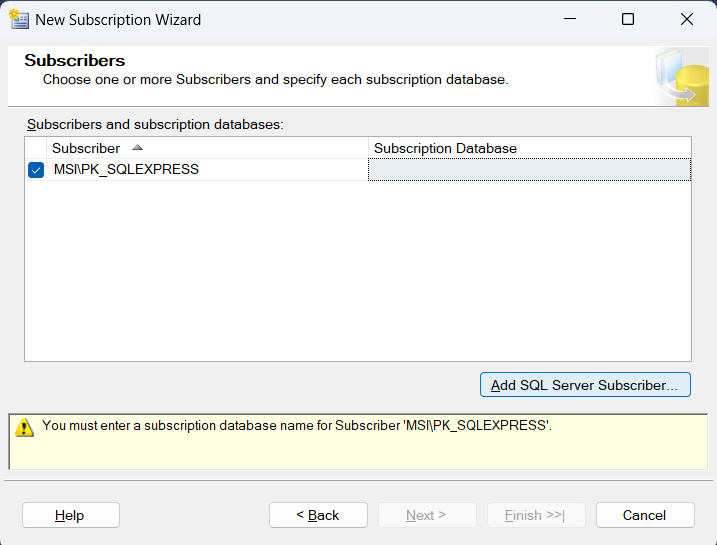 New Subscription Wizard
Subscribers
Choose one or more Subscribers and specify each subscription database.
Subscribers and subscription databases:
Subscriber Subscription Database
MSI\PK_SQLEXPRESS
Add SQL Server Subscriber...
You must enter a subscription database name for Subscriber 'MSI\PK_SQLEXPRESS'.
Help < Back Next > Finish >>| Cancel